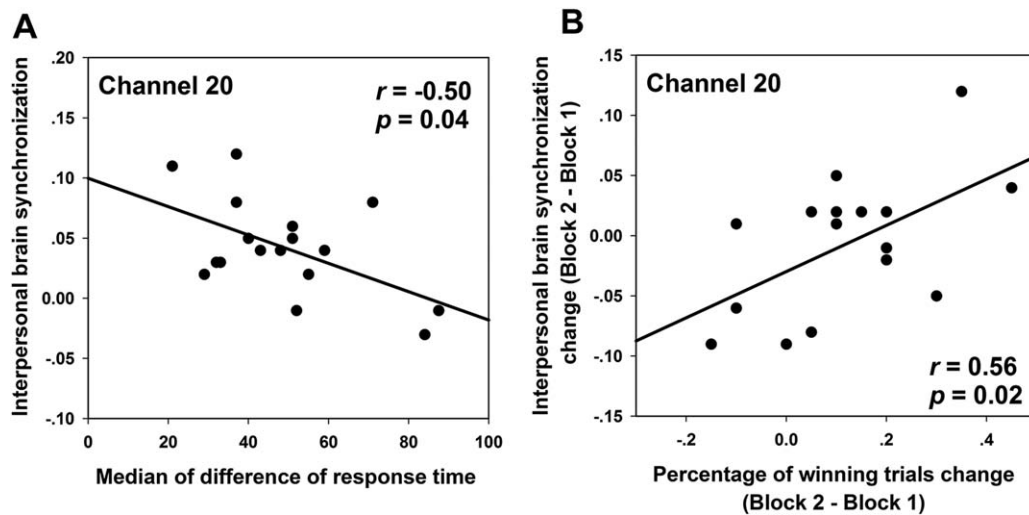 A
Interpersonal brain synchronization
.20
.15
.10
.05
0.00
-.05
-.10
Channel 20
r = -0.50
p = 0.04
0 20 40 60 80 100
Median of difference of response time
B
Interpersonal brain synchronization
change (Block 2 - Block 1)
.15
.10
.05
0.00
-.05
-.10
-.15
Channel 20
r = 0.56
p = 0.02
-.2 0.0 .2 .4
Percentage of winning trials change
(Block 2 - Block 1)